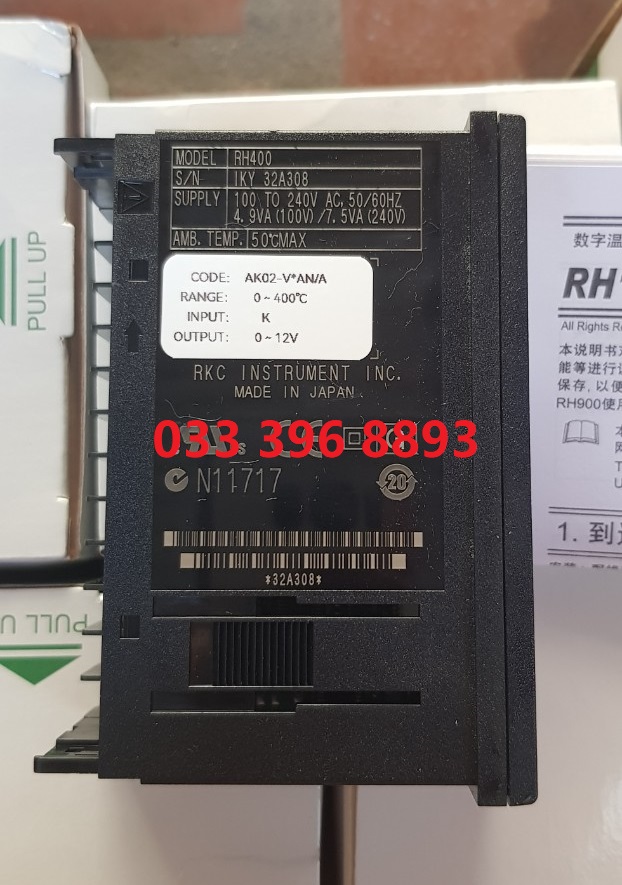 MODEL RH400
S/N IKY 32A308
SUPPLY 100 TO 240V AC, 50/60HZ
4.9VA(100V)/7.5VA(240V)
AMB. TEMP. 50℃MAX
CODE: AK02-V*AN/A
RANGE: 0~400℃
INPUT: K
OUTPUT: 0~12V
RKC INSTRUMENT INC.
MADE IN JAPAN
033 396 8893
N11717
20
*32A308*
PULL UP
PULL U
数字温
RH
All Rights Re
本说明书
能等进行
保存, 以便
RH900使用
1. 到